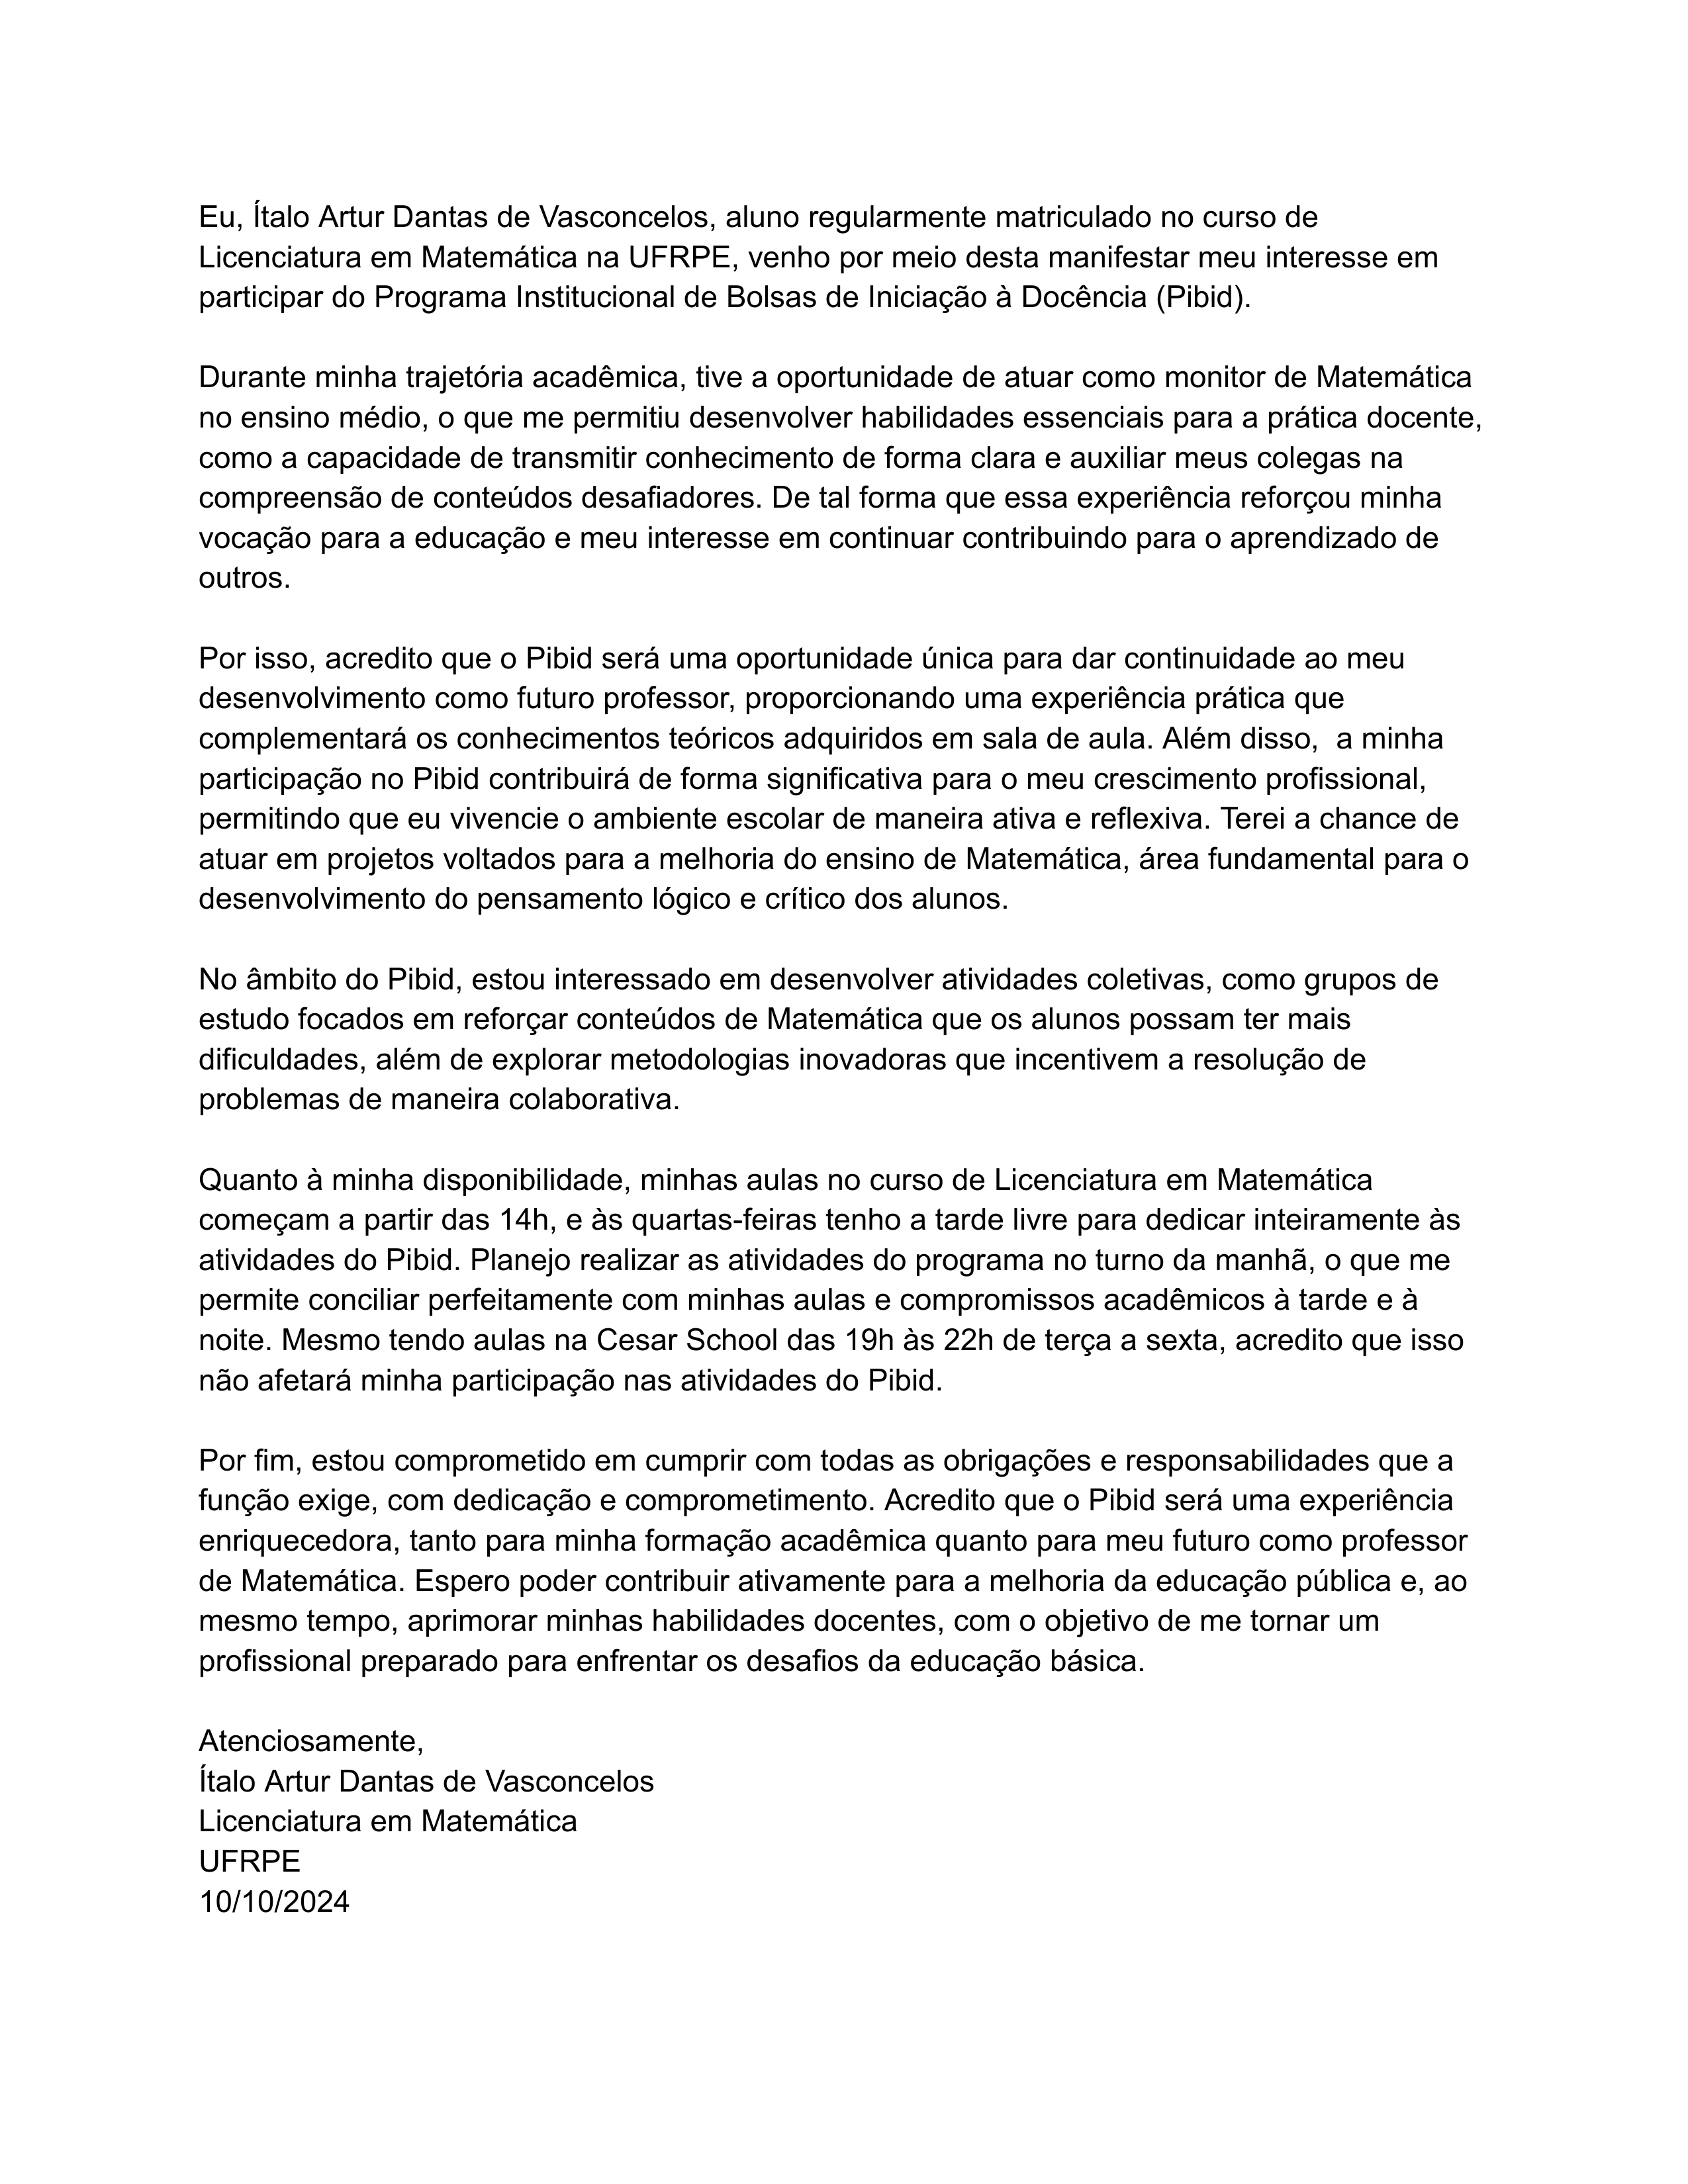 Eu, Ítalo Artur Dantas de Vasconcelos, aluno regularmente matriculado no curso de
Licenciatura em Matemática na UFRPE, venho por meio desta manifestar meu interesse em
participar do Programa Institucional de Bolsas de Iniciação à Docência (Pibid).

Durante minha trajetória acadêmica, tive a oportunidade de atuar como monitor de Matemática
no ensino médio, o que me permitiu desenvolver habilidades essenciais para a prática docente,
como a capacidade de transmitir conhecimento de forma clara e auxiliar meus colegas na
compreensão de conteúdos desafiadores. De tal forma que essa experiência reforçou minha
vocação para a educação e meu interesse em continuar contribuindo para o aprendizado de
outros.

Por isso, acredito que o Pibid será uma oportunidade única para dar continuidade ao meu
desenvolvimento como futuro professor, proporcionando uma experiência prática que
complementará os conhecimentos teóricos adquiridos em sala de aula. Além disso,  a minha
participação no Pibid contribuirá de forma significativa para o meu crescimento profissional,
permitindo que eu vivencie o ambiente escolar de maneira ativa e reflexiva. Terei a chance de
atuar em projetos voltados para a melhoria do ensino de Matemática, área fundamental para o
desenvolvimento do pensamento lógico e crítico dos alunos.

No âmbito do Pibid, estou interessado em desenvolver atividades coletivas, como grupos de
estudo focados em reforçar conteúdos de Matemática que os alunos possam ter mais
dificuldades, além de explorar metodologias inovadoras que incentivem a resolução de
problemas de maneira colaborativa.

Quanto à minha disponibilidade, minhas aulas no curso de Licenciatura em Matemática
começam a partir das 14h, e às quartas-feiras tenho a tarde livre para dedicar inteiramente às
atividades do Pibid. Planejo realizar as atividades do programa no turno da manhã, o que me
permite conciliar perfeitamente com minhas aulas e compromissos acadêmicos à tarde e à
noite. Mesmo tendo aulas na Cesar School das 19h às 22h de terça a sexta, acredito que isso
não afetará minha participação nas atividades do Pibid.

Por fim, estou comprometido em cumprir com todas as obrigações e responsabilidades que a
função exige, com dedicação e comprometimento. Acredito que o Pibid será uma experiência
enriquecedora, tanto para minha formação acadêmica quanto para meu futuro como professor
de Matemática. Espero poder contribuir ativamente para a melhoria da educação pública e, ao
mesmo tempo, aprimorar minhas habilidades docentes, com o objetivo de me tornar um
profissional preparado para enfrentar os desafios da educação básica.

Atenciosamente,
Ítalo Artur Dantas de Vasconcelos
Licenciatura em Matemática
UFRPE
10/10/2024